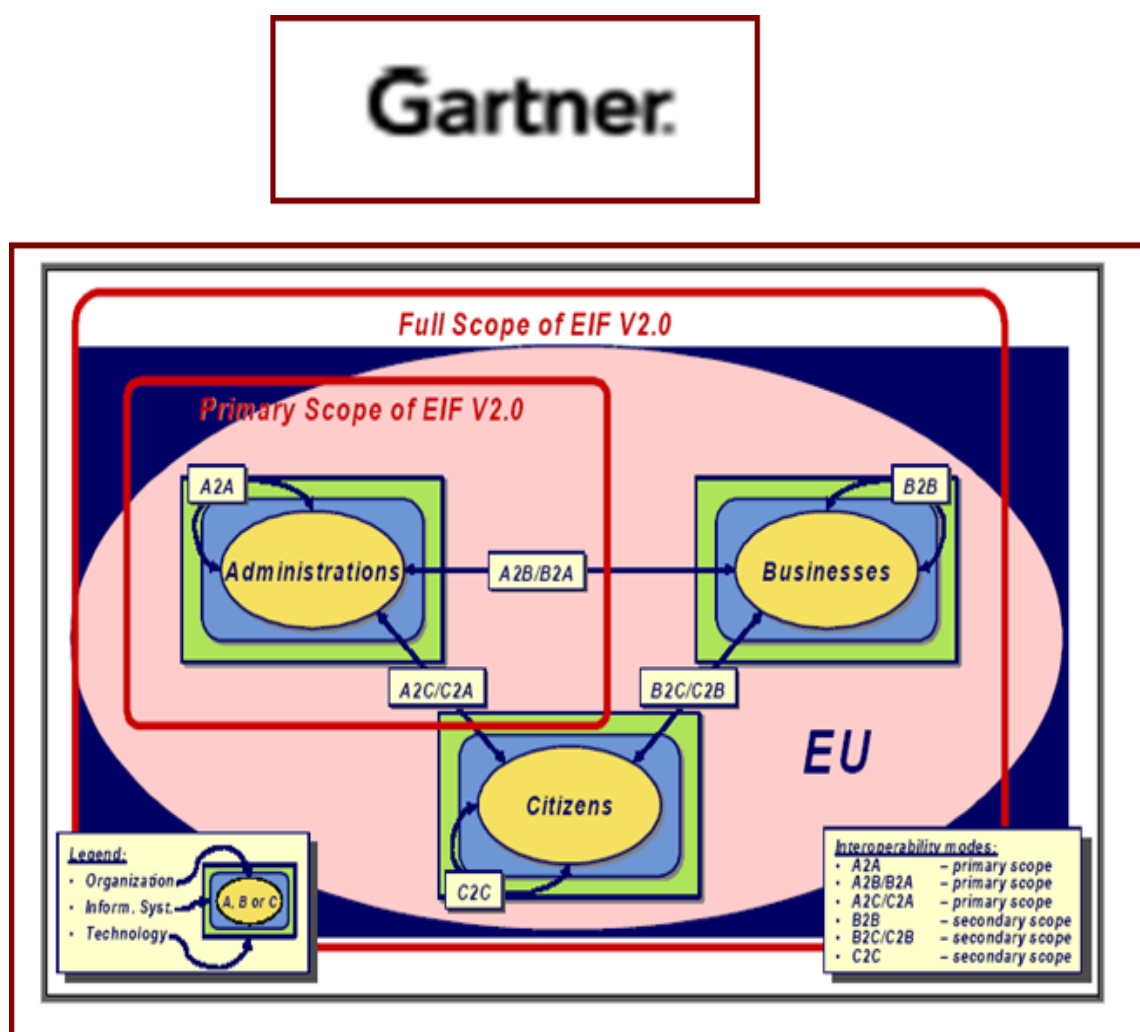 Gartner.
Full Scope of EIF V2.0
Primary Scope of EIF V2.0
A2A
B2B
Administrations
A2B/B2A
Businesses
A2C/C2A
B2C/C2B
EU
Citizens
C2C
Legend:
• Organization
• Inform. Syst.
• Technology
A, B or C
Interoperability modes:
• A2A – primary scope
• A2B/B2A – primary scope
• A2C/C2A – primary scope
• B2B – secondary scope
• B2C/C2B – secondary scope
• C2C – secondary scope